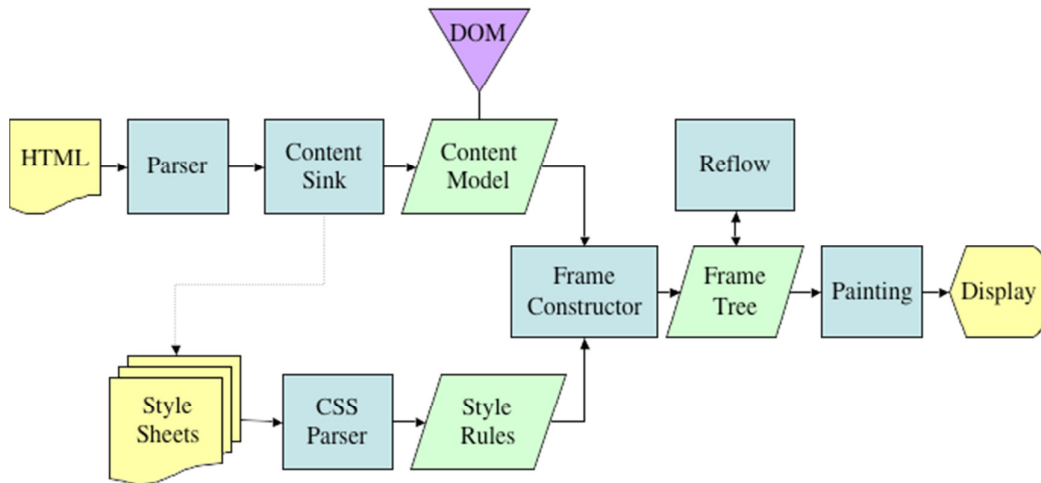 DOM
HTML
Parser
Content
Sink
Content
Model
Reflow
Frame
Constructor
Frame
Tree
Painting
Display
Style
Sheets
CSS
Parser
Style
Rules